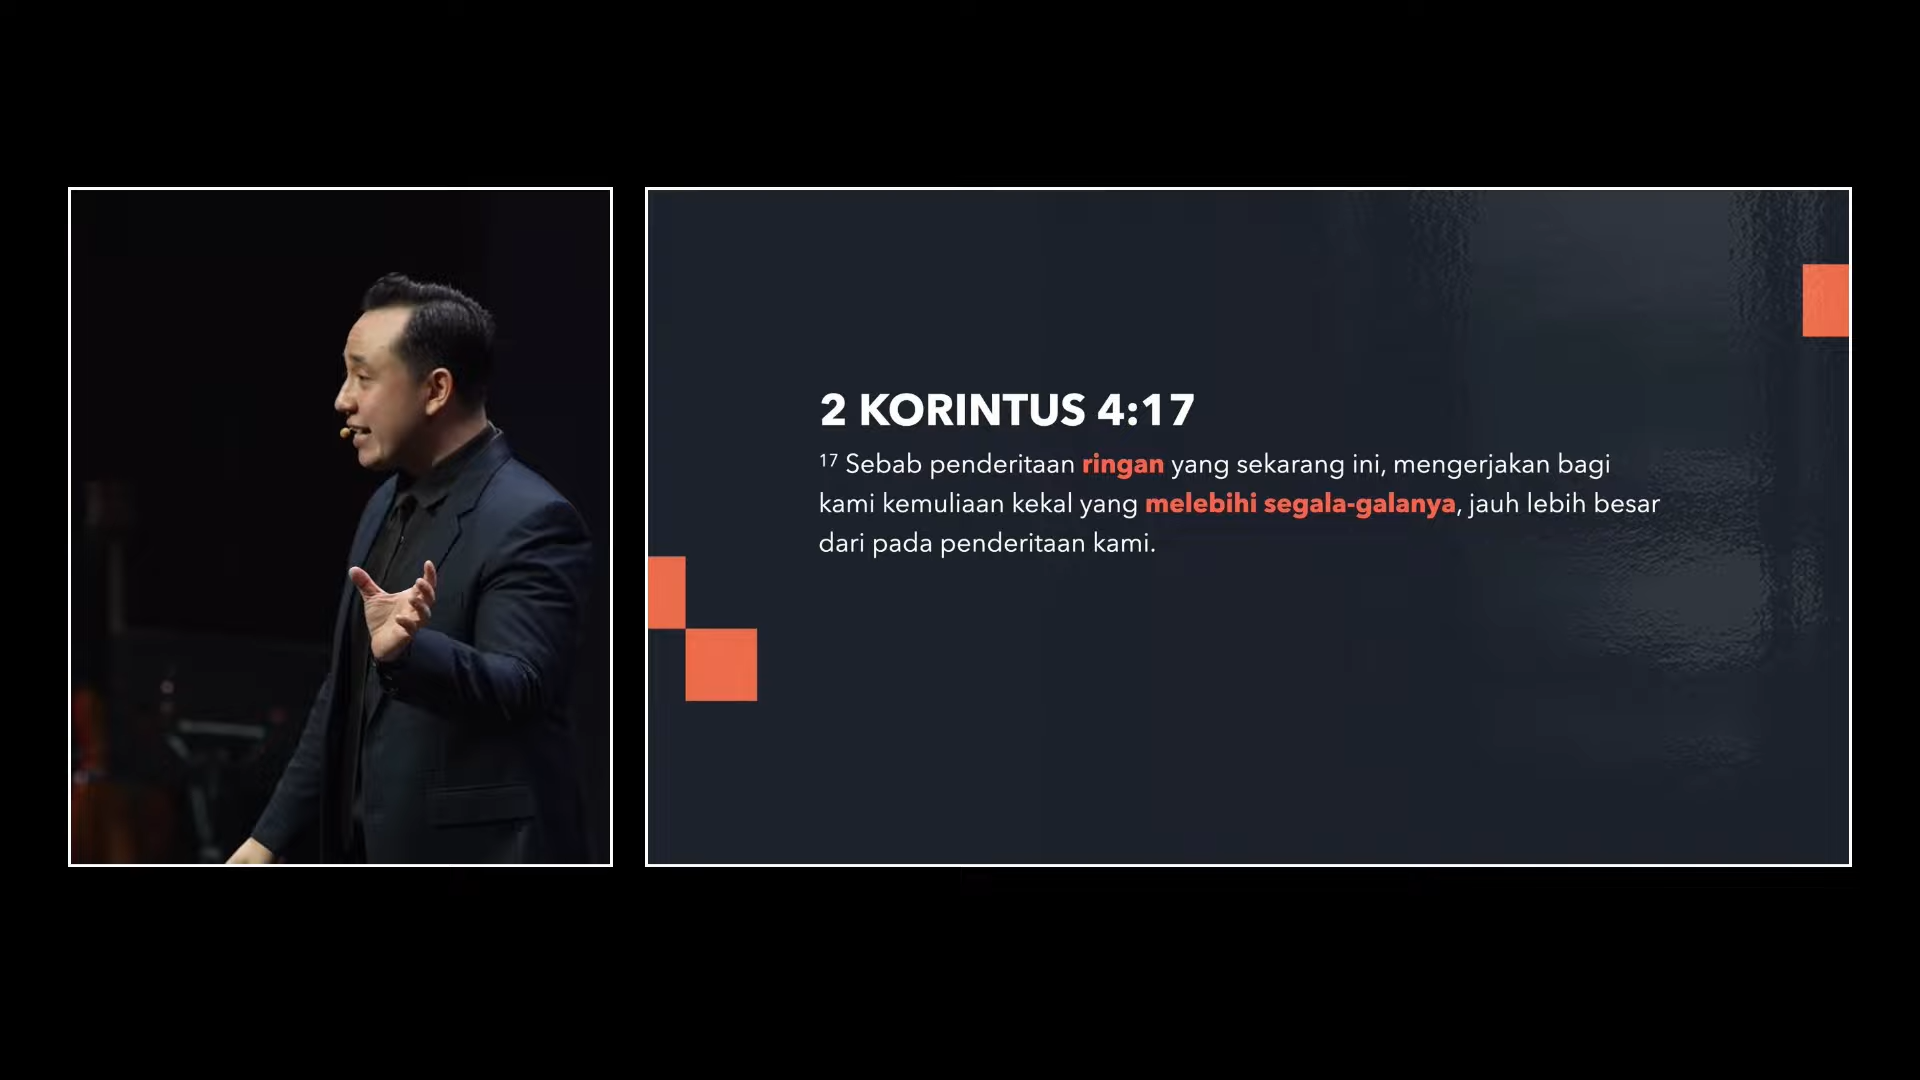 2 KORINTUS 4:17
17 Sebab penderitaan ringan yang sekarang ini, mengerjakan bagi
kami kemuliaan kekal yang melebihi segala-galanya, jauh lebih besar
dari pada penderitaan kami.